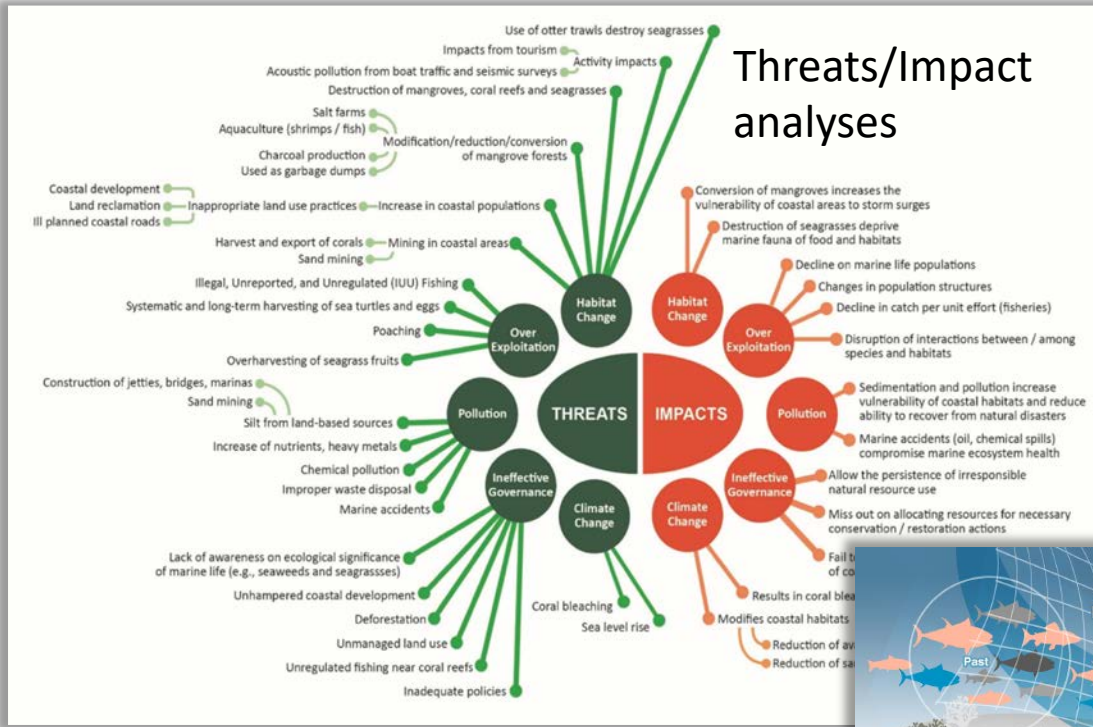 Threats/Impact
analyses
Use of otter trawls destroy seagrasses
Impacts from tourism
Activity impacts
Acoustic pollution from boat traffic and seismic surveys
Destruction of mangroves, coral reefs and seagrasses
Salt farms
Aquaculture (shrimps / fish)
Modification/reduction/conversion
of mangrove forests
Charcoal production
Used as garbage dumps
Coastal development
Land reclamation
Inappropriate land use practices
Increase in coastal populations
Ill planned coastal roads
Harvest and export of corals
Mining in coastal areas
Sand mining
Habitat
Change
Illegal, Unreported, and Unregulated (IUU) Fishing
Systematic and long-term harvesting of sea turtles and eggs
Poaching
Overharvesting of seagrass fruits
Over
Exploitation
Construction of jetties, bridges, marinas
Sand mining
Silt from land-based sources
Increase of nutrients, heavy metals
Chemical pollution
Improper waste disposal
Marine accidents
Pollution
Ineffective
Governance
Lack of awareness on ecological significance
of marine life (e.g., seaweeds and seagrassses)
Unhampered coastal development
Deforestation
Unmanaged land use
Unregulated fishing near coral reefs
Inadequate policies
Climate
Change
Coral bleaching
Sea level rise
THREATS
IMPACTS
Conversion of mangroves increases the
vulnerability of coastal areas to storm surges
Destruction of seagrasses deprive
marine fauna of food and habitats
Habitat
Change
Decline on marine life populations
Changes in population structures
Decline in catch per unit effort (fisheries)
Disruption of interactions between / among
species and habitats
Over
Exploitation
Sedimentation and pollution increase
vulnerability of coastal habitats and reduce
ability to recover from natural disasters
Marine accidents (oil, chemical spills)
compromise marine ecosystem health
Pollution
Allow the persistence of irresponsible
natural resource use
Miss out on allocating resources for necessary
conservation / restoration actions
Fail
of
Ineffective
Governance
Climate
Change
Results in coral
Modifies coastal habitats
Reduction of
Reduction of
Past